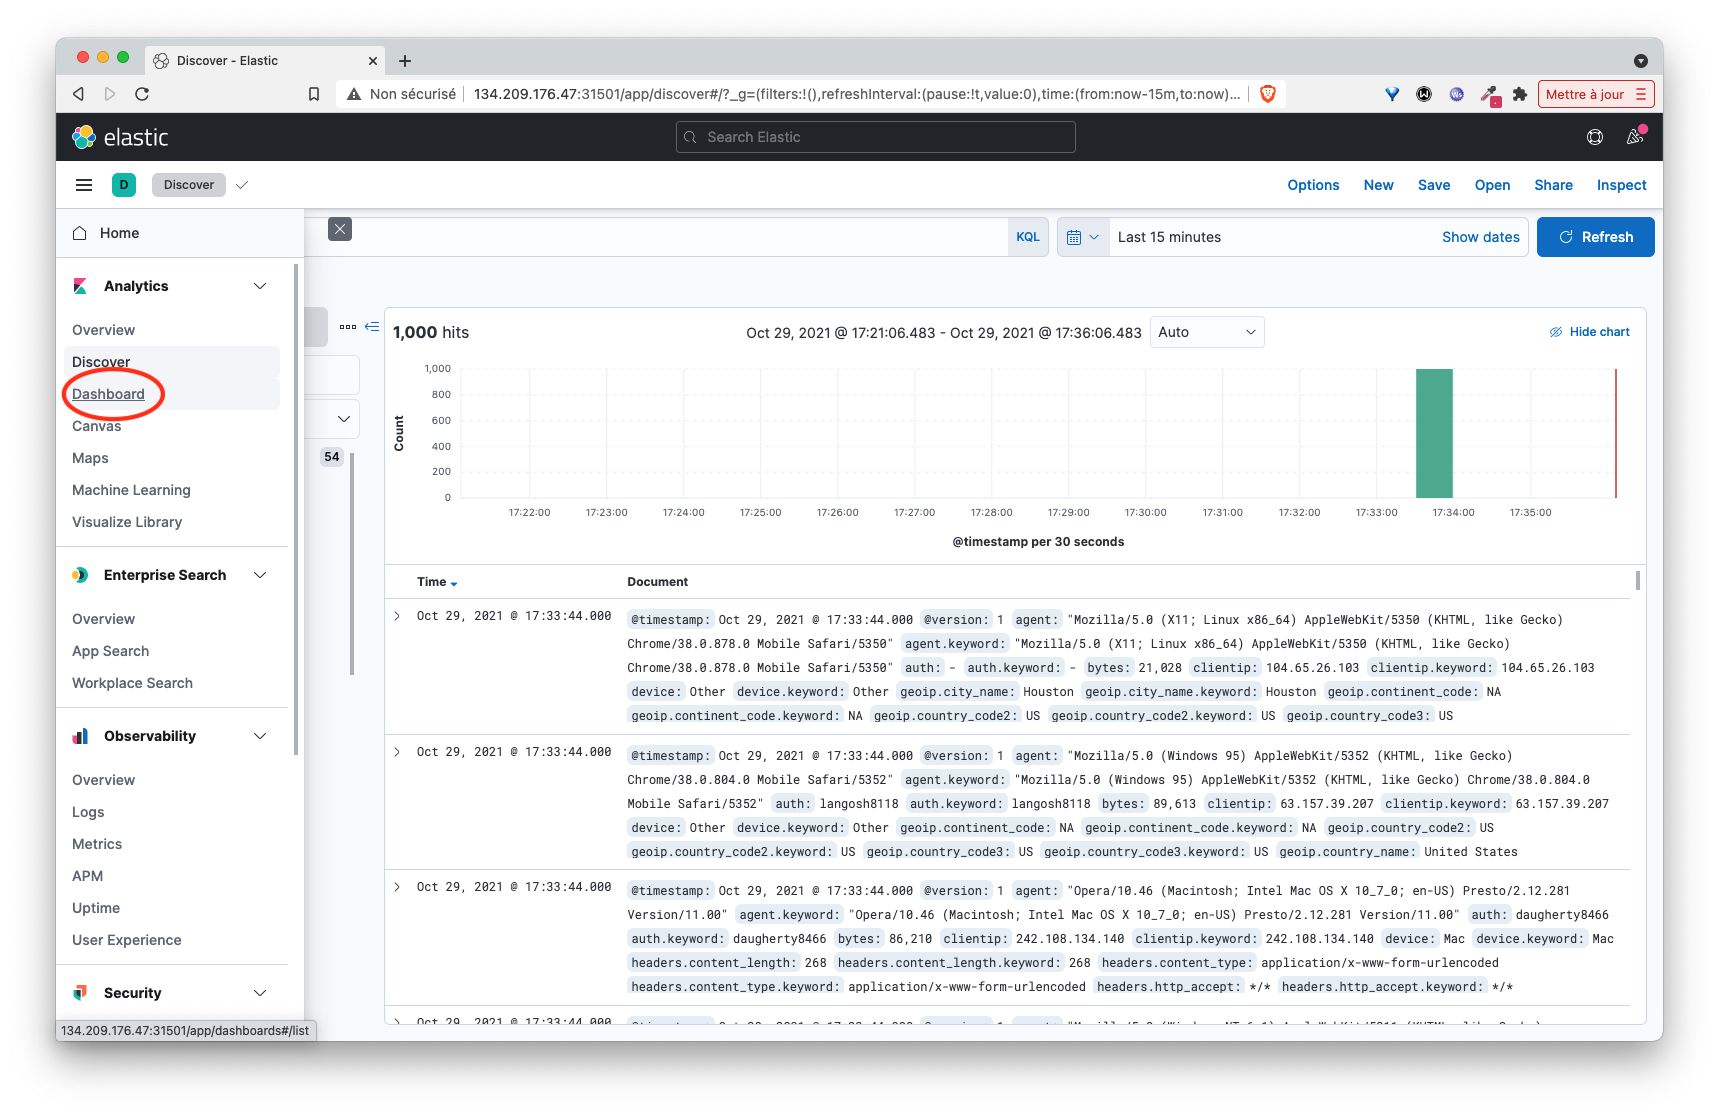 Discover - Elastic
Non sécurisé
134.209.176.47:31501/app/discover#/?_g=(filters:!(),refreshInterval:(pause:!t,value:0),time:(from:now-15m,to:now)...
Mettre à jour
elastic
Search Elastic
D
Discover
Options
New
Save
Open
Share
Inspect
Home
Analytics
Overview
Discover
Dashboard
Canvas
Maps
Machine Learning
Visualize Library
Enterprise Search
Overview
App Search
Workplace Search
Observability
Overview
Logs
Metrics
APM
Uptime
User Experience
Security
134.209.176.47:31501/app/dashboards#/list
KQL
Last 15 minutes
Show dates
Refresh
54
1,000 hits
Oct 29, 2021 @ 17:21:06.483 - Oct 29, 2021 @ 17:36:06.483
Auto
Hide chart
Count
1,000
800
600
400
200
0
17:22:00 17:23:00 17:24:00 17:25:00 17:26:00 17:27:00 17:28:00 17:29:00 17:30:00 17:31:00 17:32:00 17:33:00 17:34:00 17:35:00
@timestamp per 30 seconds
Time
Document
Oct 29, 2021 @ 17:33:44.000
@timestamp: Oct 29, 2021 @ 17:33:44.000 @version: 1 agent: "Mozilla/5.0 (X11; Linux x86_64) AppleWebKit/5350 (KHTML, like Gecko)
Chrome/38.0.878.0 Mobile Safari/5350" agent.keyword: "Mozilla/5.0 (X11; Linux x86_64) AppleWebKit/5350 (KHTML, like Gecko)
Chrome/38.0.878.0 Mobile Safari/5350" auth: - auth.keyword: - bytes: 21,028 clientip: 104.65.26.103 clientip.keyword: 104.65.26.103
device: Other device.keyword: Other geoip.city_name: Houston geoip.city_name.keyword: Houston geoip.continent_code: NA
geoip.continent_code.keyword: NA geoip.country_code2: US geoip.country_code2.keyword: US geoip.country_code3: US
Oct 29, 2021 @ 17:33:44.000
@timestamp: Oct 29, 2021 @ 17:33:44.000 @version: 1 agent: "Mozilla/5.0 (Windows 95) AppleWebKit/5352 (KHTML, like Gecko)
Chrome/38.0.804.0 Mobile Safari/5352" agent.keyword: "Mozilla/5.0 (Windows 95) AppleWebKit/5352 (KHTML, like Gecko) Chrome/38.0.804.0
Mobile Safari/5352" auth: langosh8118 auth.keyword: langosh8118 bytes: 89,613 clientip: 63.157.39.207 clientip.keyword: 63.157.39.207
device: Other device.keyword: Other geoip.continent_code: NA geoip.continent_code.keyword: NA geoip.country_code2: US
geoip.country_code2.keyword: US geoip.country_code3: US geoip.country_code3.keyword: US geoip.country_name: United States
Oct 29, 2021 @ 17:33:44.000
@timestamp: Oct 29, 2021 @ 17:33:44.000 @version: 1 agent: "Opera/10.46 (Macintosh; Intel Mac OS X 10_7_0; en-US) Presto/2.12.281
Version/11.00" agent.keyword: "Opera/10.46 (Macintosh; Intel Mac OS X 10_7_0; en-US) Presto/2.12.281 Version/11.00" auth: daugherty8466
auth.keyword: daugherty8466 bytes: 86,210 clientip: 242.108.134.140 clientip.keyword: 242.108.134.140 device: Mac device.keyword: Mac
headers.content_length: 268 headers.content_length.keyword: 268 headers.content_type: application/x-www-form-urlencoded
headers.content_type.keyword: application/x-www-form-urlencoded headers.http_accept: */* headers.http_accept.keyword: */*